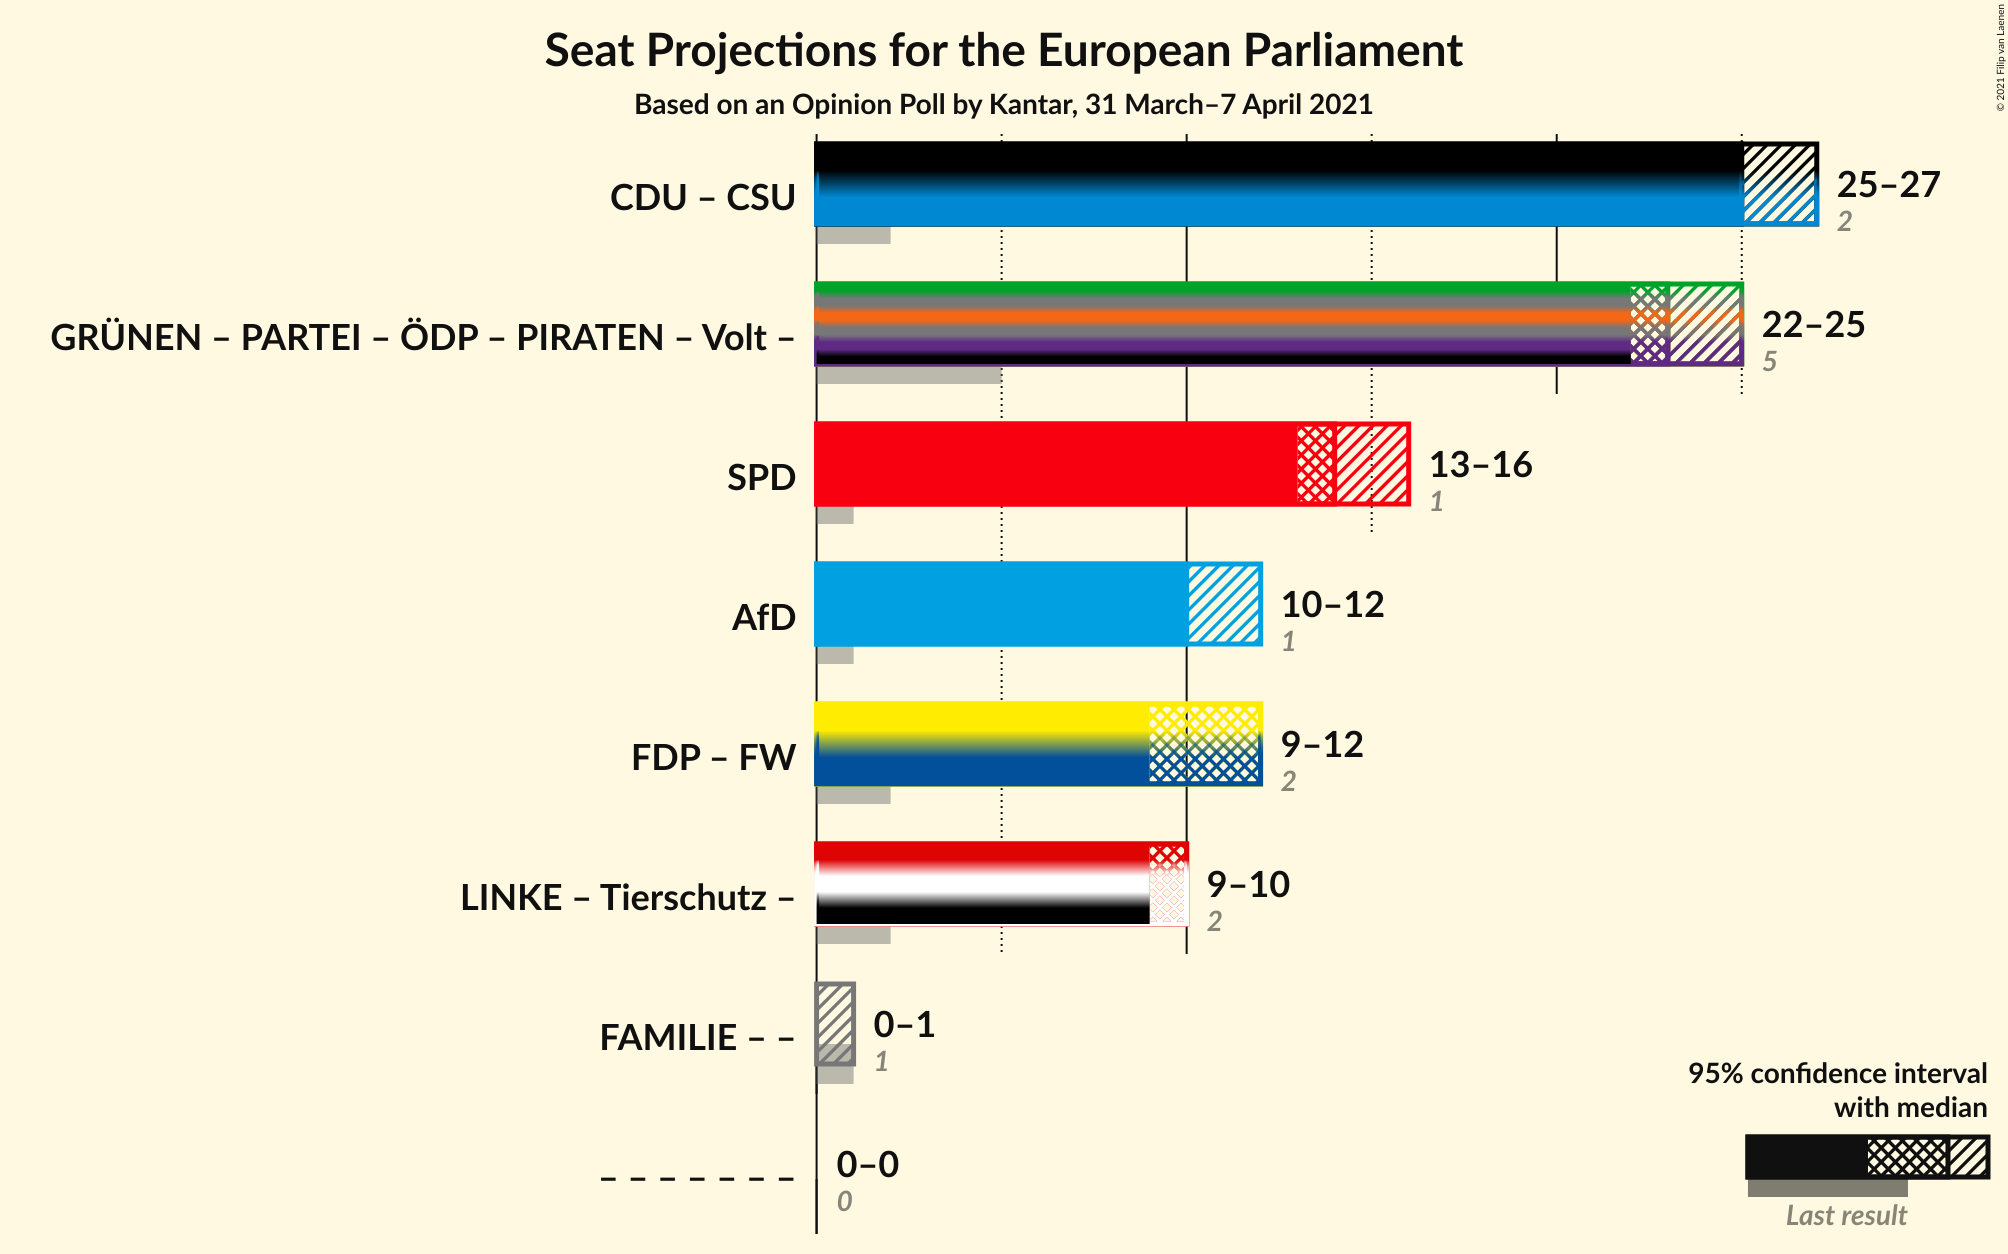 Seat Projections for the European Parliament
Based on an Opinion Poll by Kantar, 31 March–7 April 2021
© 2021 Filip van Laenen
CDU – CSU
25–27
2
GRÜNEN – PARTEI – ÖDP – PIRATEN – Volt –
22–25
5
SPD
13–16
1
AfD
10–12
1
FDP – FW
9–12
2
LINKE – Tierschutz –
9–10
2
FAMILIE – –
0–1
1
– – – – – – –
0–0
0
95% confidence interval
with median
Last result